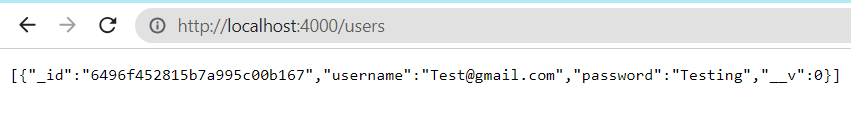 http://localhost:4000/users
[{"_id":"6496f452815b7a995c00b167","username":"Test@gmail.com","password":"Testing","__v":0}]